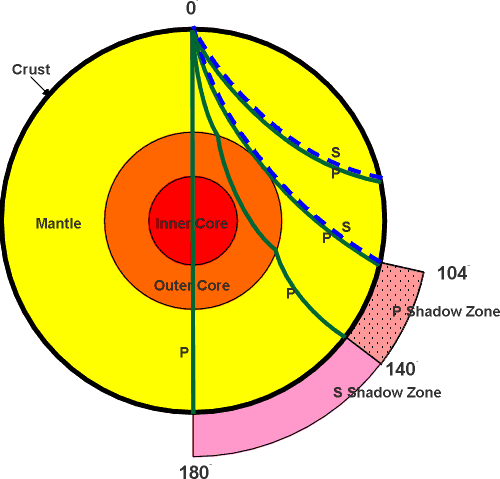 0°
Crust
S
P
Mantle
Inner Core
S
P
104°
Outer Core
P
P Shadow Zone
P
140°
S Shadow Zone
180°